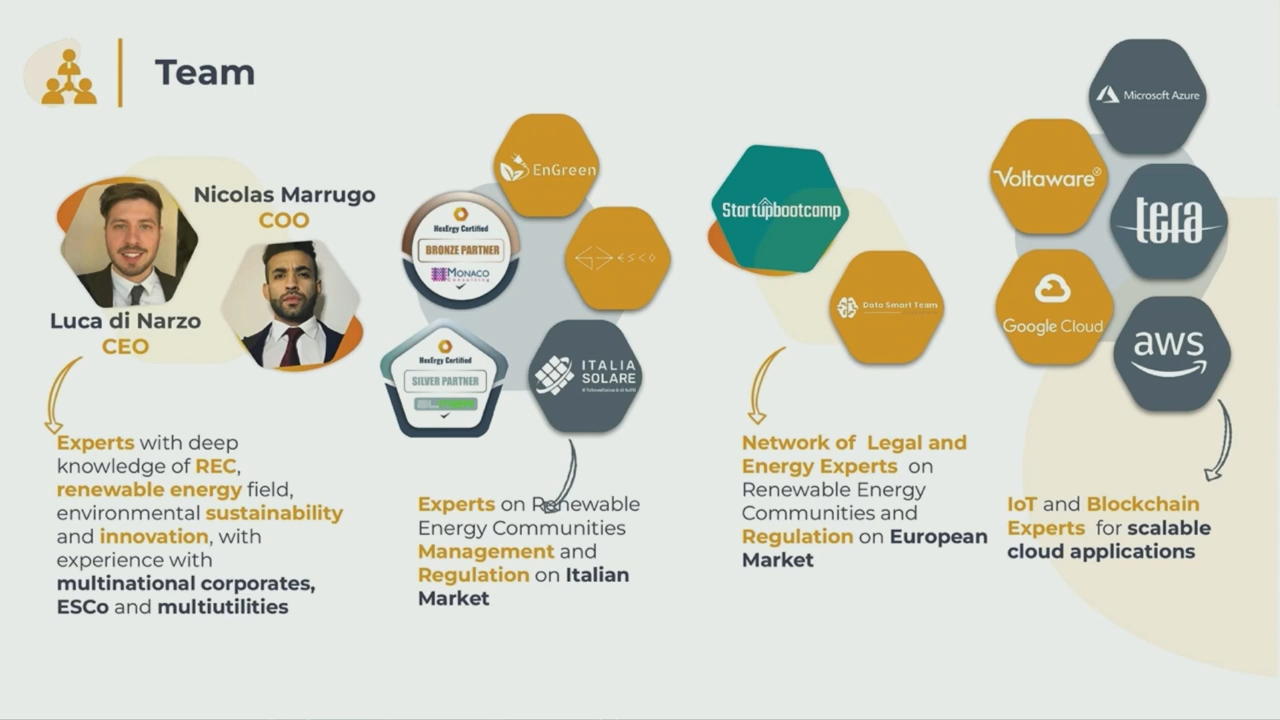 Team
Nicolas Marrugo
COO
Luca di Narzo
CEO
Experts with deep
knowledge of REC,
renewable energy field,
environmental sustainability
and innovation, with
experience with
multinational corporates,
ESCo and multiutilities
EnGreen
HexErgy Certified
BRONZE PARTNER
MONACO
Consulting
ESCO
HexErgy Certified
SILVER PARTNER
ITALIA
SOLARE
Experts on Renewable
Energy Communities
Management and
Regulation on Italian
Market
Startupbootcamp
Data Smart Team
Network of Legal and
Energy Experts on
Renewable Energy
Communities and
Regulation on European
Market
Microsoft Azure
Voltaware®
tera
Google Cloud
aws
IoT and Blockchain
Experts for scalable
cloud applications